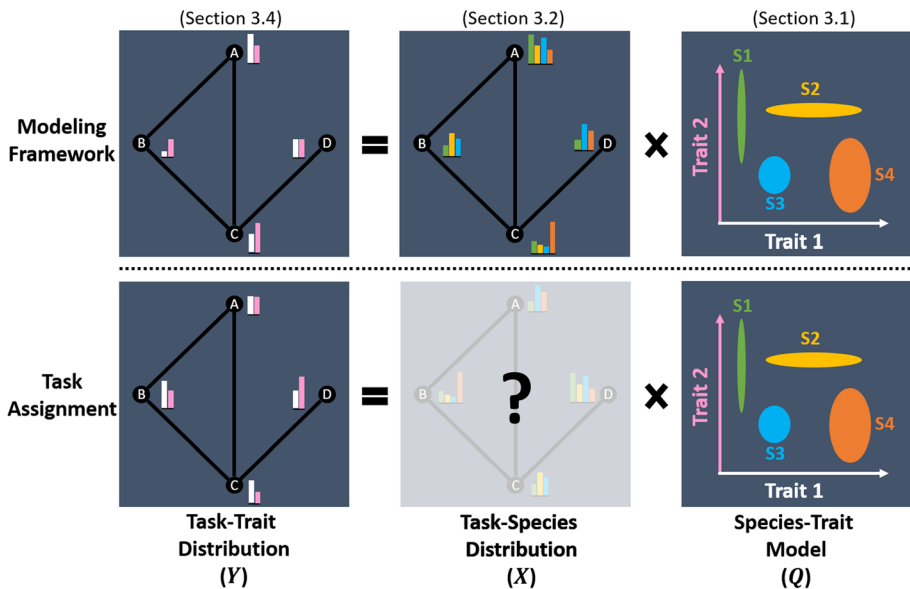 (Section 3.4)
(Section 3.2)
(Section 3.1)
Modeling
Framework
A
B
D
C
=
A
B
D
C
×
Trait 2
S1
S2
S3
S4
Trait 1
Task
Assignment
A
B
D
C
=
A
B
?
D
C
×
Trait 2
S1
S2
S3
S4
Trait 1
Task-Trait
Distribution
(Y)
Task-Species
Distribution
(X)
Species-Trait
Model
(Q)